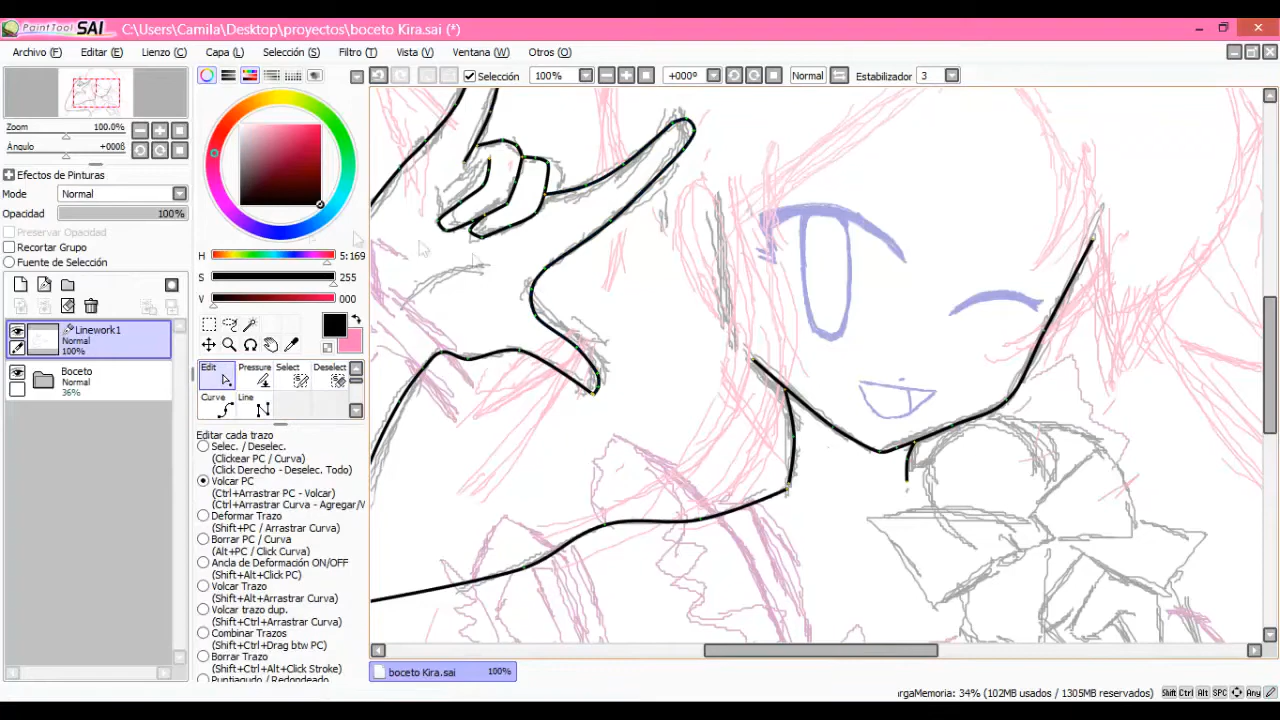 PaintTool SAI C:\Users\Camila\Desktop\proyectos\boceto Kira.sai (*)
Archivo (F) Editar (E) Lienzo (C) Capa (L) Selección (S) Filtro (T) Vista (V) Ventana (W) Otros (O)
Selección 100% +000º Normal Estabilizador 3
Zoom 100.0%
Ángulo +000ß
Efectos de Pinturas
Mode Normal
Opacidad 100%
Preservar Opacidad
Recortar Grupo
Fuente de Selección
Linework1
Normal
100%
Boceto
Normal
36%
H 5:169
S 255
V 000
Edit Pressure Select Deselect
Curve Line
Editar cada trazo
Selec. / Deselec.
(Clickear PC / Curva)
(Click Derecho - Deselec. Todo)
Volcar PC
(Ctrl+Arrastrar PC - Volcar)
(Ctrl+Arrastrar Curva - Agregar/V
Deformar Trazo
(Shift+PC / Arrastrar Curva)
Borrar PC / Curva
(Alt+PC / Click Curva)
Ancla de Deformación ON/OFF
(Shift+Alt+Click PC)
Volcar Trazo
(Shift+Alt+Arrastrar Curva)
Volcar trazo dup.
(Shift+Ctrl+Arrastrar Curva)
Combinar Trazos
(Shift+Ctrl+Drag btw PC)
Borrar Trazo
(Shift+Ctrl+Alt+Click Stroke)
Puntiagudo / Redondeado
boceto Kira.sai 100%
argaMemoria: 34% (102MB usados / 1305MB reservados) Shift Ctrl Alt SPC Any